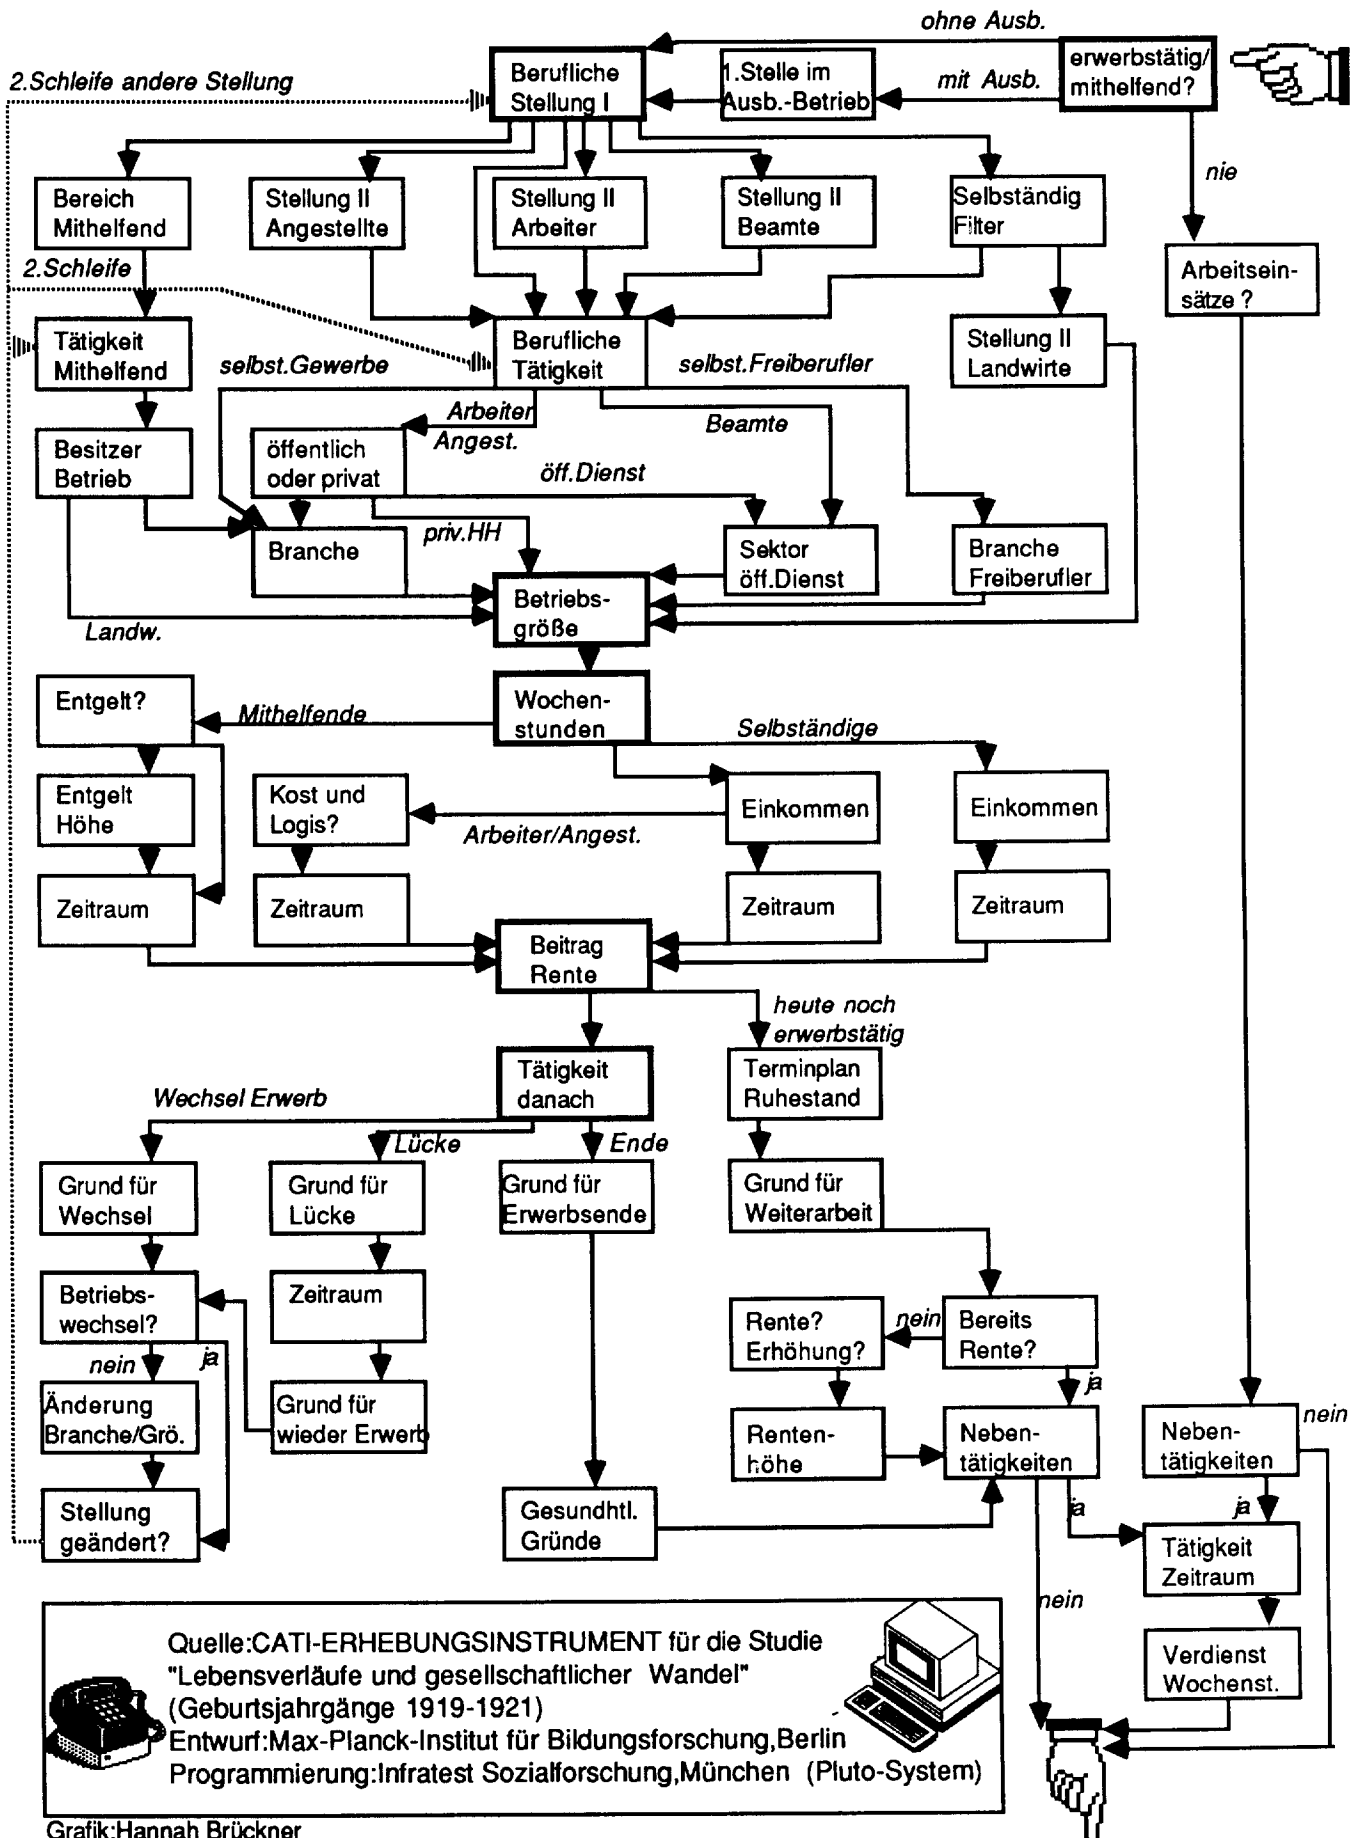 ohne Ausb.
erwerbstätig/
mithelfend?
Berufliche
Stellung I
1.Stelle im
Ausb.-Betrieb
mit Ausb.
2.Schleife andere Stellung
nie
Bereich
Mithelfend
Stellung II
Angestellte
Stellung II
Arbeiter
Stellung II
Beamte
Selbständig
Filter
2.Schleife
Arbeitsein-
sätze ?
Tätigkeit
Mithelfend
Berufliche
Tätigkeit
Stellung II
Landwirte
selbst.Gewerbe
selbst.Freiberufler
Arbeiter
Angest.
Beamte
Besitzer
Betrieb
öffentlich
oder privat
öff.Dienst
priv.HH
Branche
Sektor
öff.Dienst
Branche
Freiberufler
Betriebs-
größe
Landw.
Wochen-
stunden
Entgelt?
Mithelfende
Selbständige
Entgelt
Höhe
Kost und
Logis?
Einkommen
Einkommen
Arbeiter/Angest.
Zeitraum
Zeitraum
Zeitraum
Zeitraum
Beitrag
Rente
heute noch
erwerbstätig
Tätigkeit
danach
Terminplan
Ruhestand
Wechsel Erwerb
Lücke
Ende
Grund für
Wechsel
Grund für
Lücke
Grund für
Erwerbsende
Grund für
Weiterarbeit
Betriebs-
wechsel?
Zeitraum
Rente?
Erhöhung?
nein
Bereits
Rente?
nein
ja
ja
Änderung
Branche/Grö.
Grund für
wieder Erwerb
Renten-
höhe
Neben-
tätigkeiten
Neben-
tätigkeiten
nein
Stellung
geändert?
Gesundhtl.
Gründe
ja
ja
Tätigkeit
Zeitraum
nein
Verdienst
Wochenst.
Quelle:CATI-ERHEBUNGSINSTRUMENT für die Studie
"Lebensverläufe und gesellschaftlicher Wandel"
(Geburtsjahrgänge 1919-1921)
Entwurf:Max-Planck-Institut für Bildungsforschung,Berlin
Programmierung:Infratest Sozialforschung,München (Pluto-System)
Grafik:Hannah Brückner